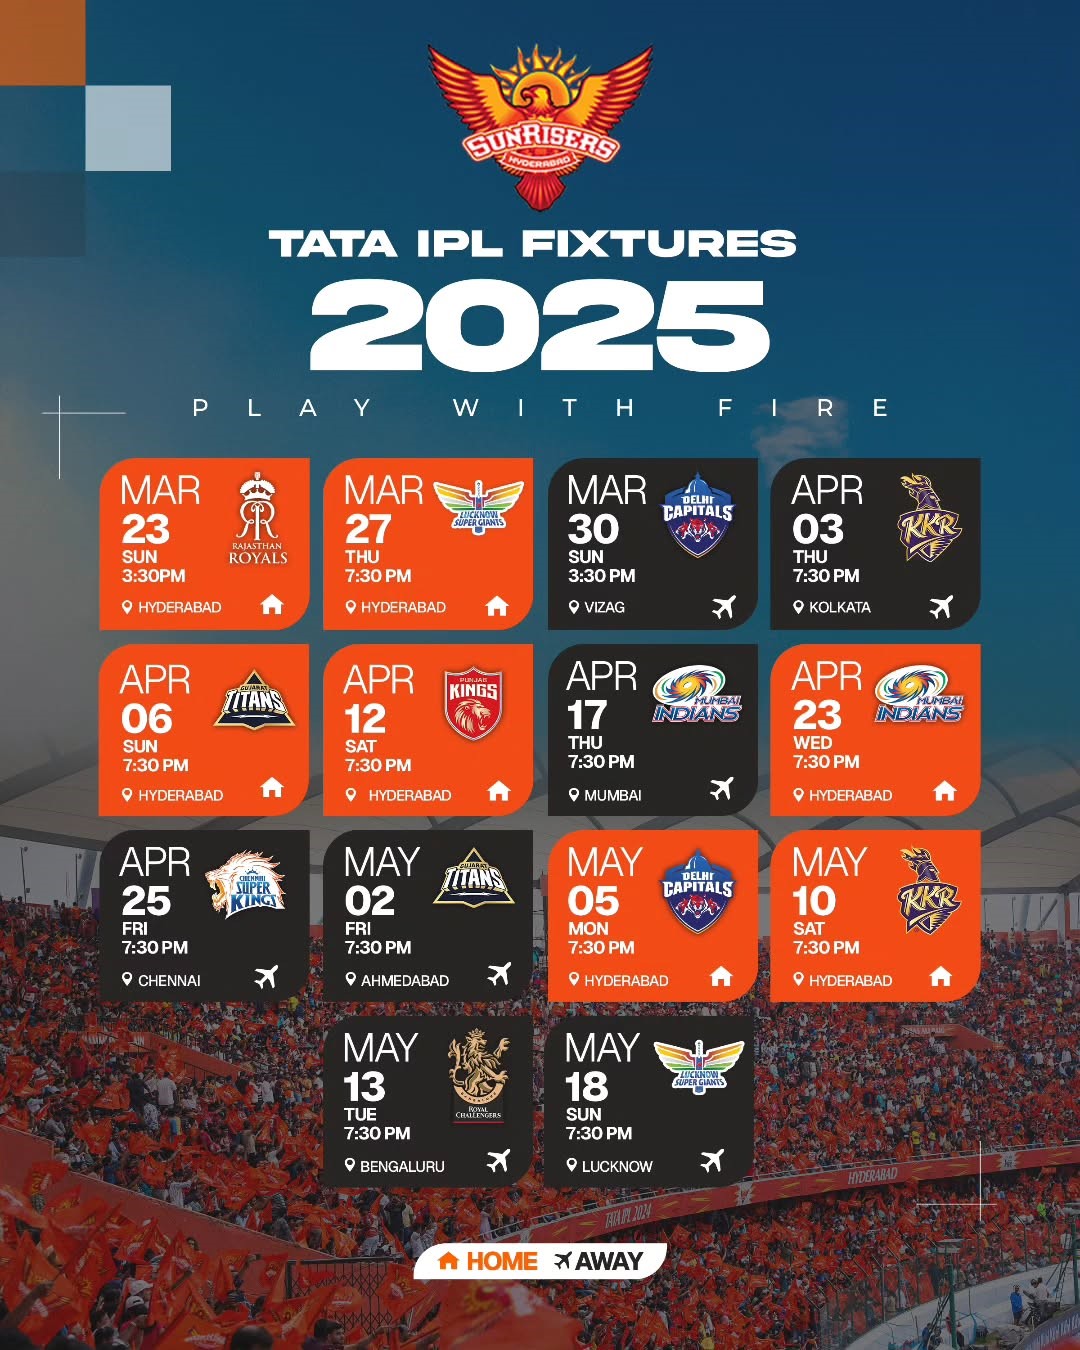 SUNRISERS
HYDERABAD
TATA IPL FIXTURES
2025
PLAY WITH FIRE
MAR
23
SUN
3:30PM
HYDERABAD
RAJASTHAN
ROYALS
MAR
27
THU
7:30 PM
HYDERABAD
LUCKNOW
SUPER GIANTS
MAR
30
SUN
3:30 PM
VIZAG
DELHI
CAPITALS
APR
03
THU
7:30 PM
KOLKATA
KKR
APR
06
SUN
7:30 PM
HYDERABAD
GUJARAT
TITANS
APR
12
SAT
7:30 PM
HYDERABAD
PUNJAB
KINGS
APR
17
THU
7:30 PM
MUMBAI
MUMBAI
INDIANS
APR
23
WED
7:30 PM
HYDERABAD
MUMBAI
INDIANS
APR
25
FRI
7:30 PM
CHENNAI
CHENNAI
SUPER
KINGS
MAY
02
FRI
7:30 PM
AHMEDABAD
GUJARAT
TITANS
MAY
05
MON
7:30 PM
HYDERABAD
DELHI
CAPITALS
MAY
10
SAT
7:30 PM
HYDERABAD
KKR
MAY
13
TUE
7:30 PM
BENGALURU
ROYAL
CHALLENGERS
MAY
18
SUN
7:30 PM
LUCKNOW
LUCKNOW
SUPER GIANTS
HYDERABAD
TATA IPL 2024
HOME AWAY